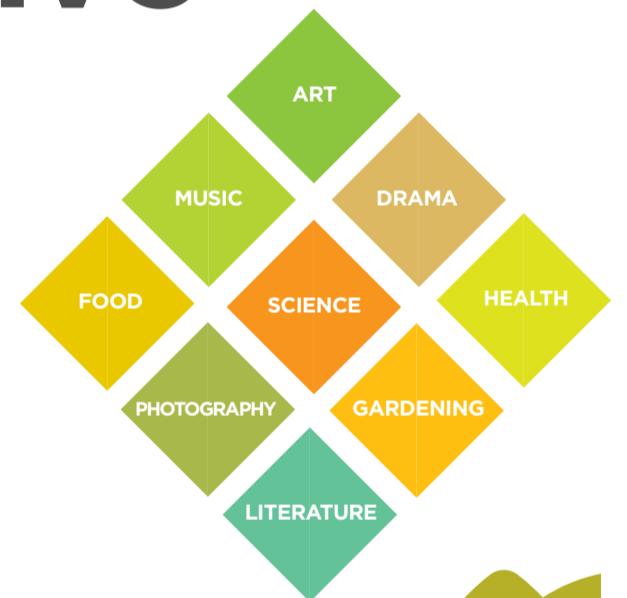 ART
MUSIC
DRAMA
FOOD
SCIENCE
HEALTH
PHOTOGRAPHY
GARDENING
LITERATURE